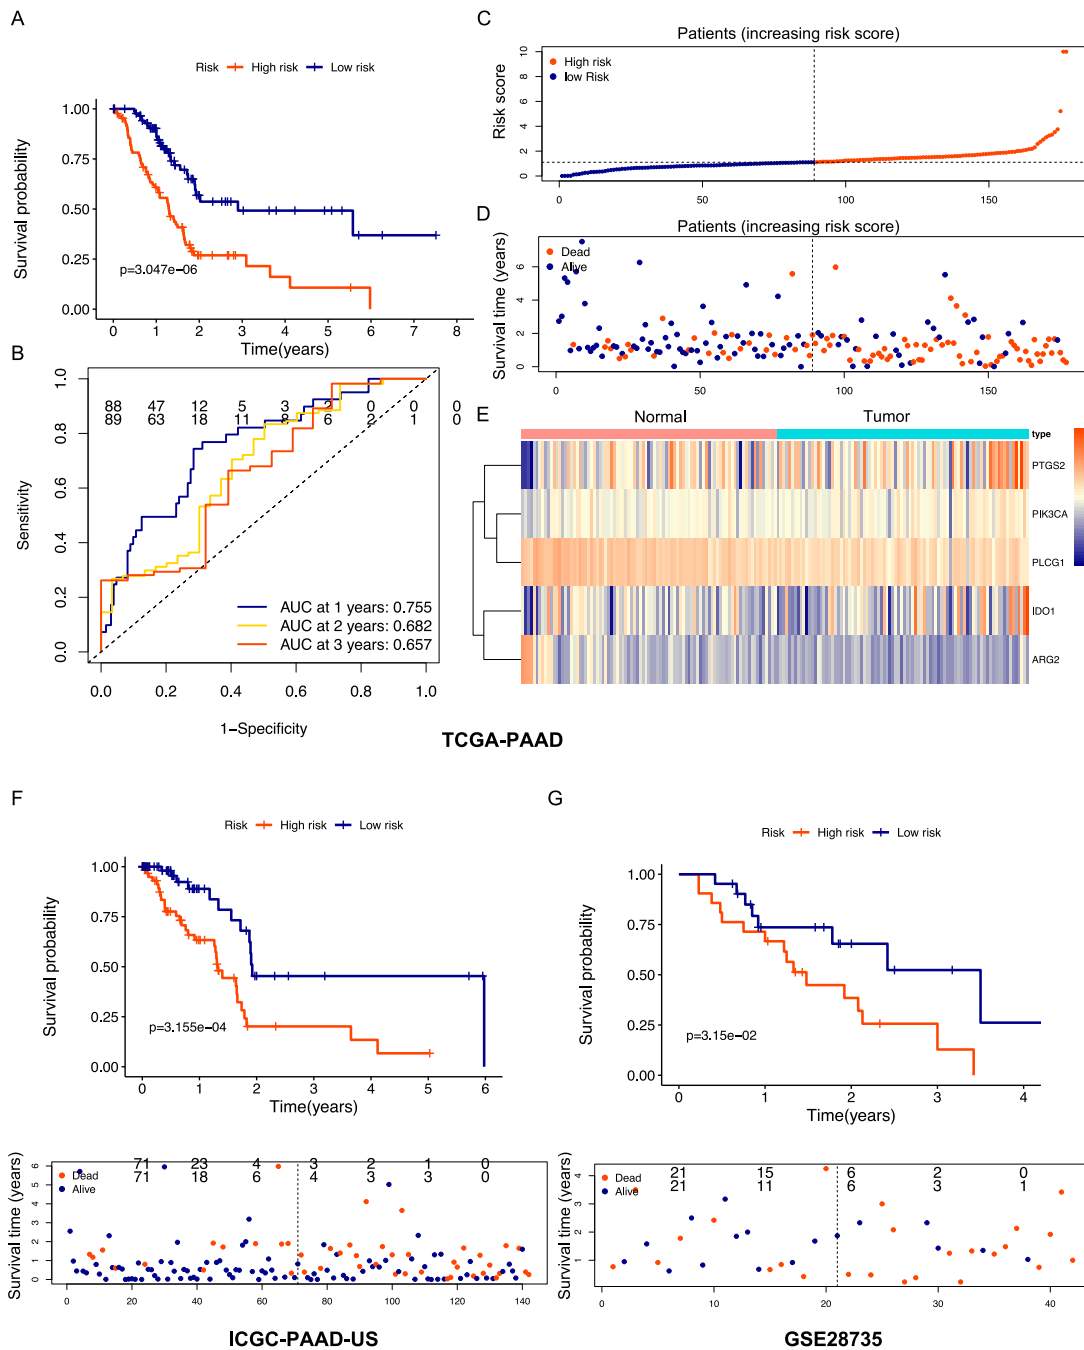 A
Risk High risk Low risk
Survival probability
1.00
0.75
0.50
0.25
0.00
p=3.047e−06
0 1 2 3 4 5 6 7 8
Time(years)
B
Sensitivity
1.0
0.8
0.6
0.4
0.2
0.0
88 47 12 5 3 2 0 0 0
89 63 18 11 8 6 2 1 0
AUC at 1 years: 0.755
AUC at 2 years: 0.682
AUC at 3 years: 0.657
0.0 0.2 0.4 0.6 0.8 1.0
1−Specificity
C
Patients (increasing risk score)
Risk score
10
8
6
4
2
0
High risk
low Risk
0 50 100 150
D
Patients (increasing risk score)
Survival time (years)
6
4
2
0
Dead
Alive
0 50 100 150
E
Normal Tumor
type
PTGS2
PIK3CA
PLCG1
IDO1
ARG2
TCGA-PAAD
F
Risk High risk Low risk
Survival probability
1.00
0.75
0.50
0.25
0.00
p=3.155e−04
0 1 2 3 4 5 6
Time(years)
Survival time (years)
6
5
4
3
2
1
0
Dead
Alive
71 23 4 3 2 1 0
71 18 6 4 3 3 0
0 20 40 60 80 100 120 140
ICGC-PAAD-US
G
Risk High risk Low risk
Survival probability
1.00
0.75
0.50
0.25
0.00
p=3.15e−02
0 1 2 3 4
Time(years)
Survival time (years)
4
3
2
1
Dead
Alive
21 15 6 2 0
21 11 6 3 1
0 10 20 30 40
GSE28735